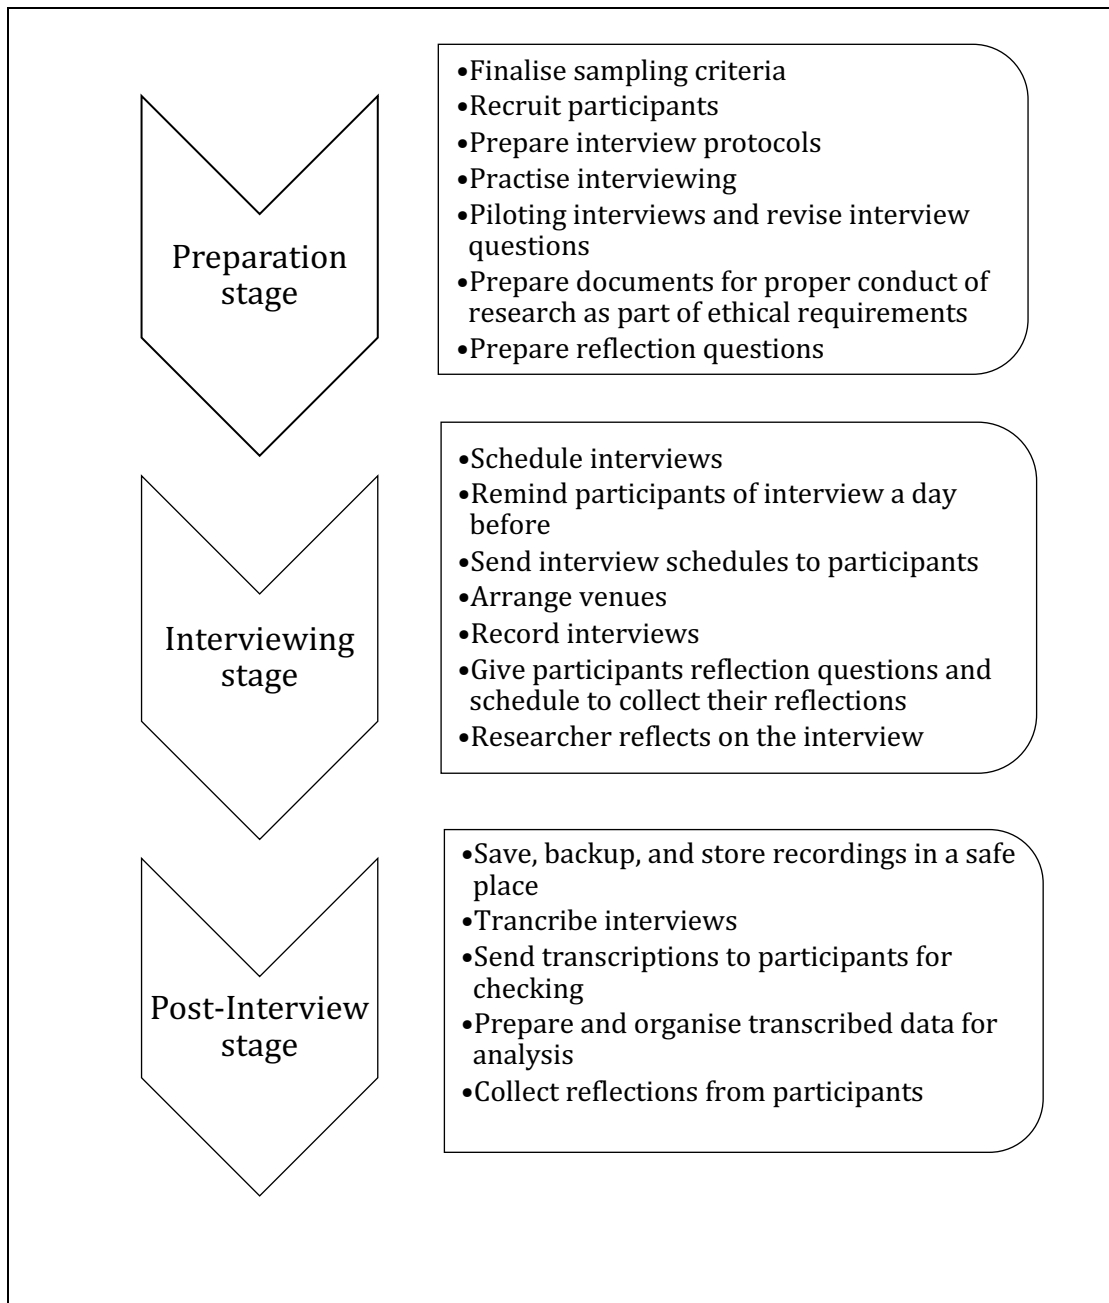 Preparation
stage
•Finalise sampling criteria
•Recruit participants
•Prepare interview protocols
•Practise interviewing
•Piloting interviews and revise interview
questions
•Prepare documents for proper conduct of
research as part of ethical requirements
•Prepare reflection questions
Interviewing
stage
•Schedule interviews
•Remind participants of interview a day
before
•Send interview schedules to participants
•Arrange venues
•Record interviews
•Give participants reflection questions and
schedule to collect their reflections
•Researcher reflects on the interview
Post-Interview
stage
•Save, backup, and store recordings in a safe
place
•Trancribe interviews
•Send transcriptions to participants for
checking
•Prepare and organise transcribed data for
analysis
•Collect reflections from participants